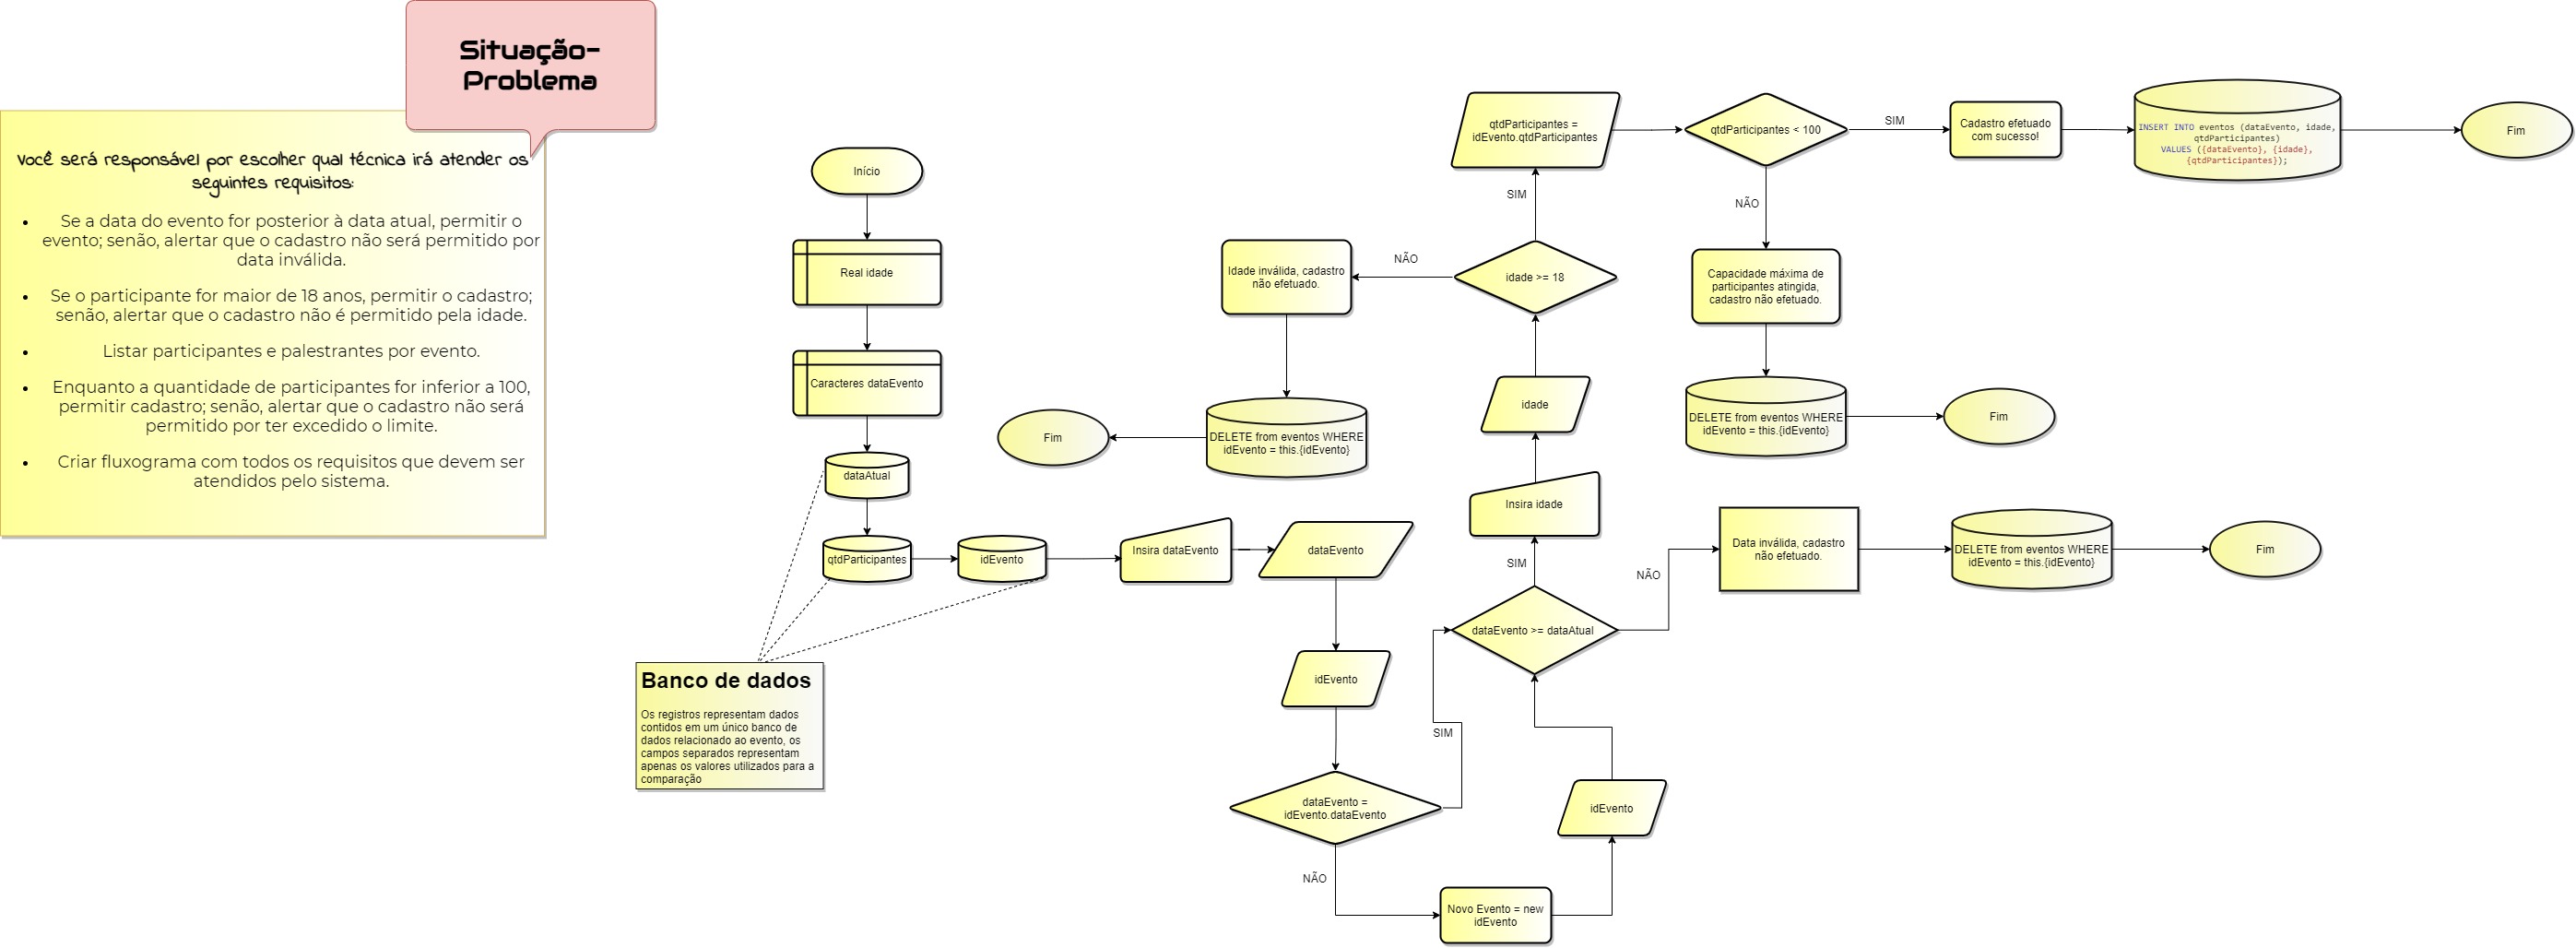 Situação-
Problema
Você será responsável por escolher qual técnica irá atender os
seguintes requisitos:
Se a data do evento for posterior à data atual, permitir o
evento; senão, alertar que o cadastro não será permitido por
data inválida.
Se o participante for maior de 18 anos, permitir o cadastro;
senão, alertar que o cadastro não é permitido pela idade.
Listar participantes e palestrantes por evento.
Enquanto a quantidade de participantes for inferior a 100,
permitir cadastro; senão, alertar que o cadastro não será
permitido por ter excedido o limite.
Criar fluxograma com todos os requisitos que devem ser
atendidos pelo sistema.
Início
Real idade
Caracteres dataEvento
dataAtual
qtdParticipantes
idEvento
Banco de dados
Os registros representam dados
contidos em um único banco de
dados relacionado ao evento, os
campos separados representam
apenas os valores utilizados para a
comparação
Insira dataEvento
dataEvento
idEvento
dataEvento =
idEvento.dataEvento
SIM
NÃO
Novo Evento = new
idEvento
idEvento
dataEvento >= dataAtual
NÃO
Data inválida, cadastro
não efetuado.
DELETE from eventos WHERE
idEvento = this.{idEvento}
Fim
SIM
Insira idade
idade
idade >= 18
NÃO
Idade inválida, cadastro
não efetuado.
DELETE from eventos WHERE
idEvento = this.{idEvento}
Fim
SIM
qtdParticipantes =
idEvento.qtdParticipantes
qtdParticipantes < 100
NÃO
Capacidade máxima de
participantes atingida,
cadastro não efetuado.
DELETE from eventos WHERE
idEvento = this.{idEvento}
Fim
SIM
Cadastro efetuado
com sucesso!
INSERT INTO eventos (dataEvento, idade,
qtdParticipantes)
VALUES ({dataEvento}, {idade},
{qtdParticipantes});
Fim